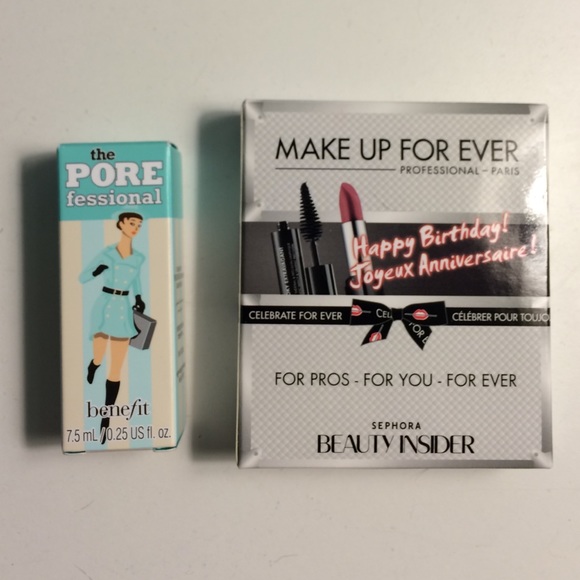 the
PORE
fessional
benefit
7.5 mL / 0.25 US fl. oz.
MAKE UP FOR EVER
PROFESSIONAL – PARIS
Happy Birthday!
Joyeux Anniversaire!
CELEBRATE FOR EVER
CÉLÉBRER POUR TOUJO
FOR PROS - FOR YOU - FOR EVER
SEPHORA
BEAUTY INSIDER